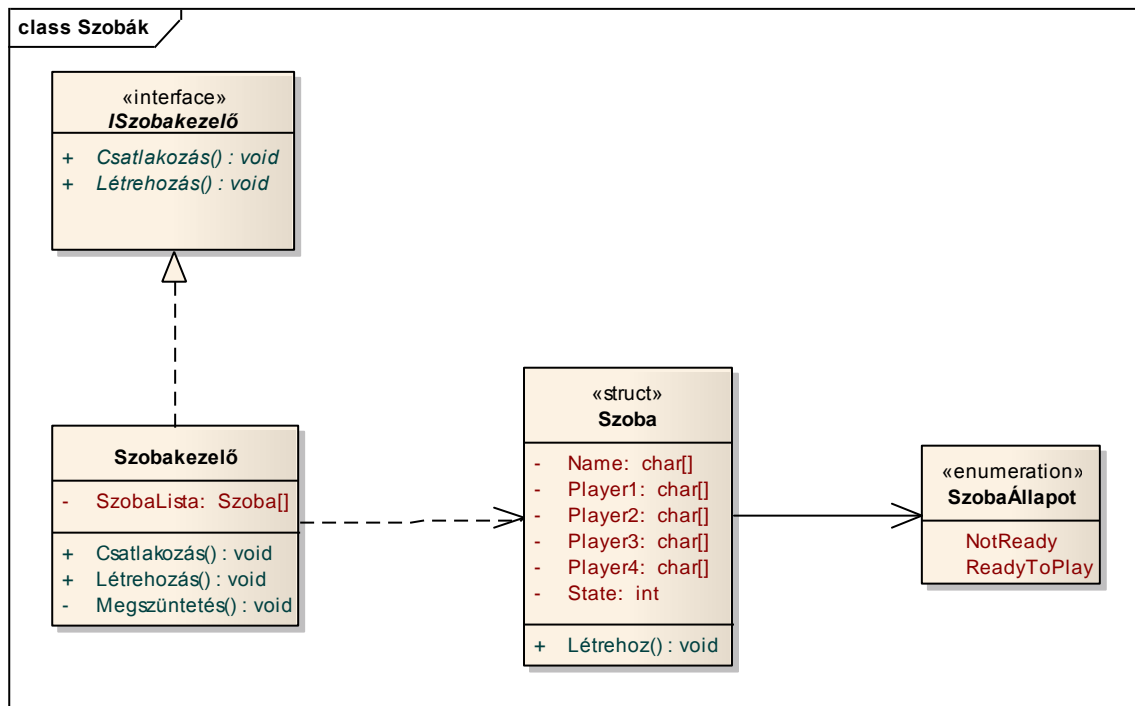 class Szobák
«interface»
ISzobakezelő
+ Csatlakozás() : void
+ Létrehozás() : void
Szobakezelő
- SzobaLista: Szoba[]
+ Csatlakozás() : void
+ Létrehozás() : void
- Megszüntetés() : void
«struct»
Szoba
- Name: char[]
- Player1: char[]
- Player2: char[]
- Player3: char[]
- Player4: char[]
- State: int
+ Létrehoz() : void
«enumeration»
SzobaÁllapot
NotReady
ReadyToPlay